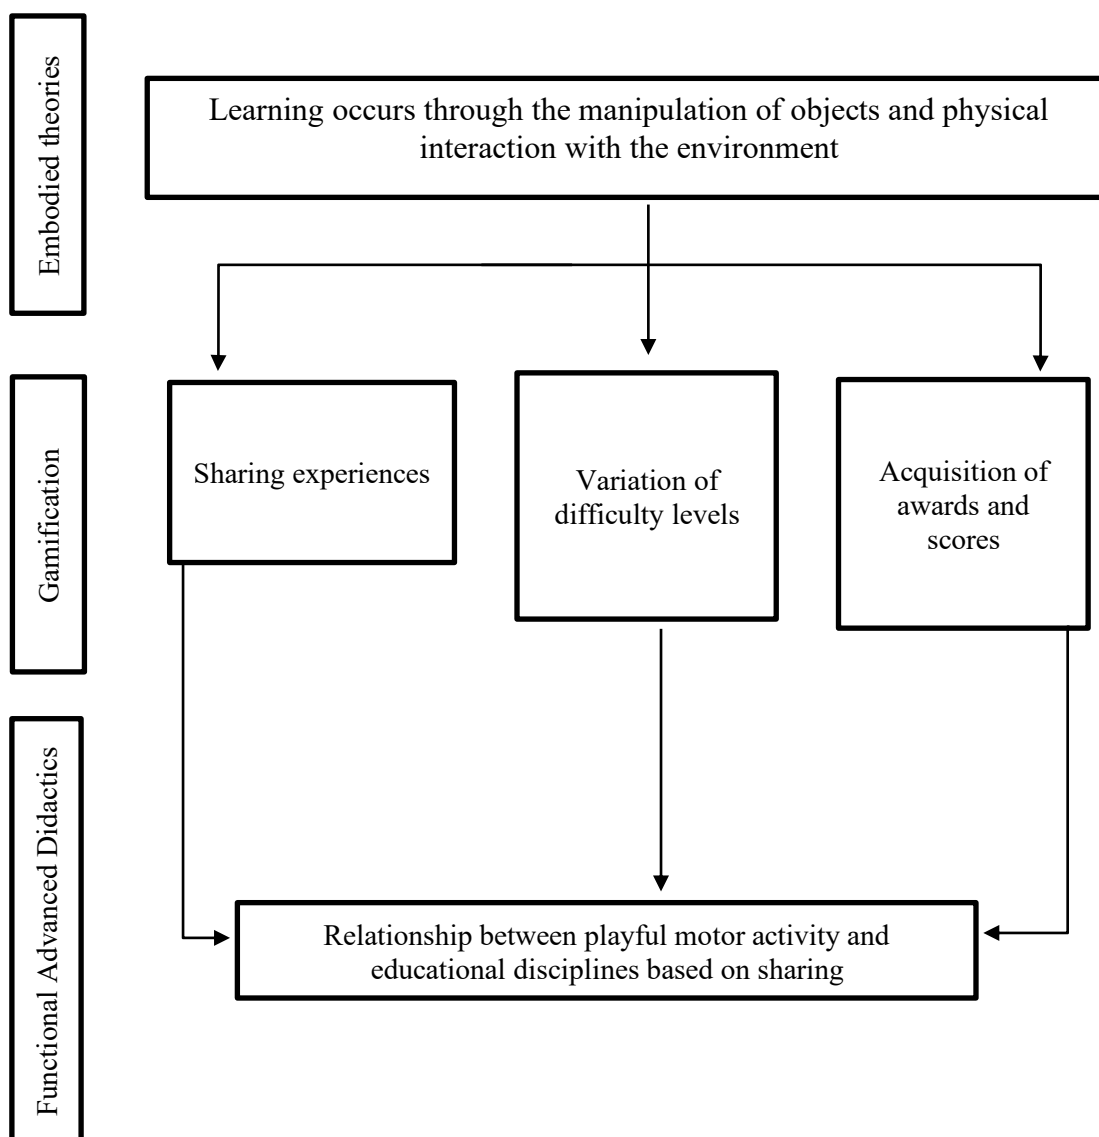 Embodied theories
Learning occurs through the manipulation of objects and physical
interaction with the environment
Gamification
Sharing experiences
Variation of
difficulty levels
Acquisition of
awards and
scores
Functional Advanced Didactics
Relationship between playful motor activity and
educational disciplines based on sharing